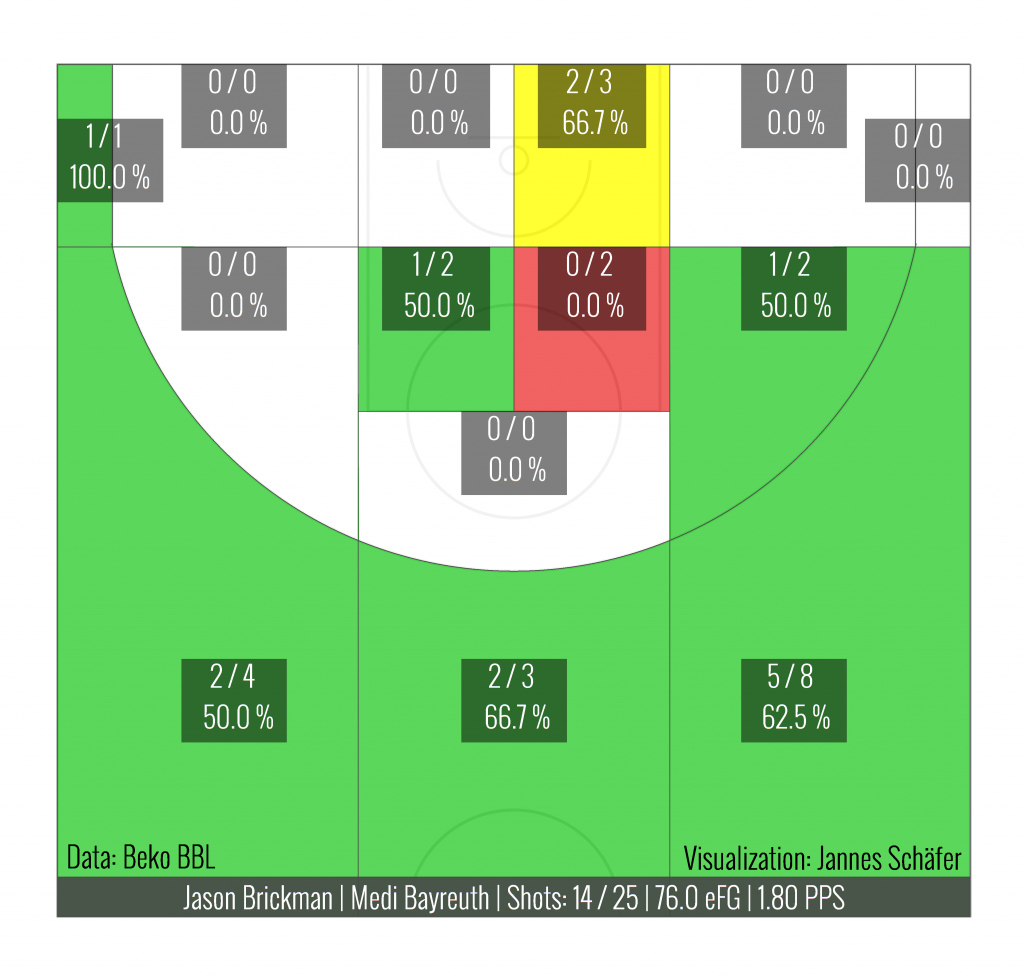 0 / 0
0.0 %
0 / 0
0.0 %
2 / 3
66.7 %
0 / 0
0.0 %
1 / 1
100.0 %
0 / 0
0.0 %
0 / 0
0.0 %
1 / 2
50.0 %
0 / 2
0.0 %
1 / 2
50.0 %
0 / 0
0.0 %
2 / 4
50.0 %
2 / 3
66.7 %
5 / 8
62.5 %
Data: Beko BBL
Visualization: Jannes Schäfer
Jason Brickman | Medi Bayreuth | Shots: 14 / 25 | 76.0 eFG | 1.80 PPS